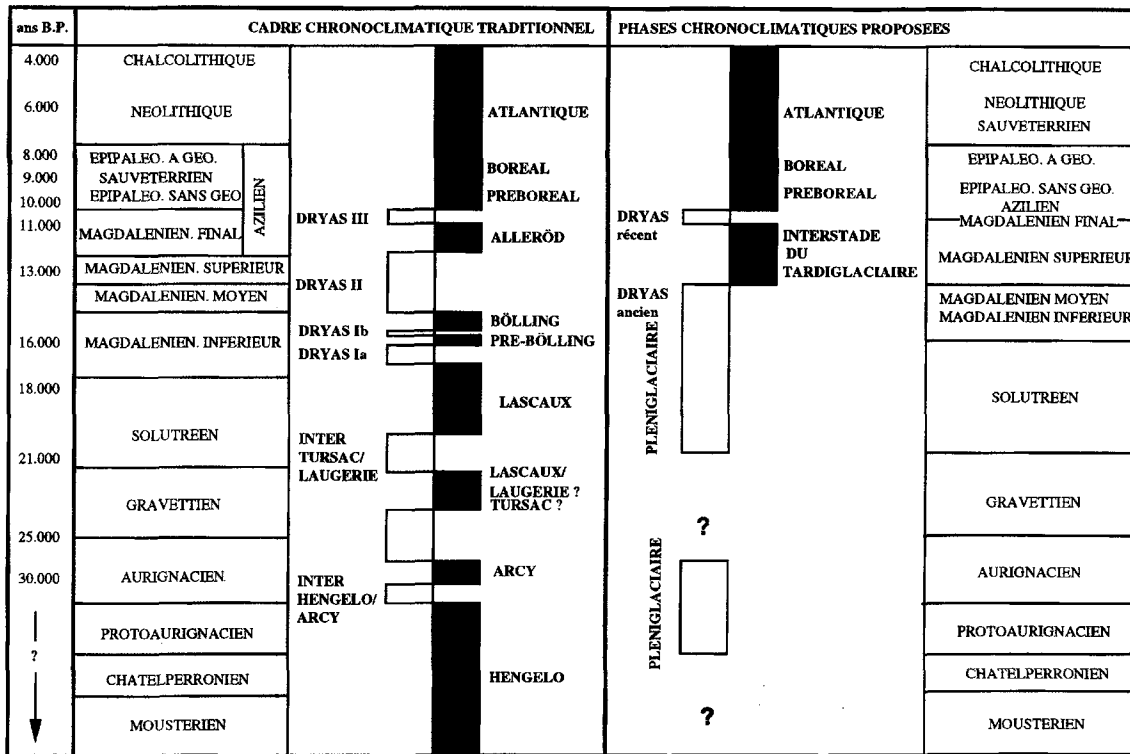 ans B.P.
CADRE CHRONOCLIMATIQUE TRADITIONNEL
PHASES CHRONOCLIMATIQUES PROPOSEES
4.000
6.000
8.000
9.000
10.000
11.000
13.000
16.000
18.000
21.000
25.000
30.000
?
CHALCOLITHIQUE
NEOLITHIQUE
EPIPALEO. A GEO.
SAUVETERRIEN
EPIPALEO. SANS GEO
AZILIEN
MAGDALENIEN. FINAL
MAGDALENIEN. SUPERIEUR
MAGDALENIEN. MOYEN
MAGDALENIEN. INFERIEUR
SOLUTREEN
GRAVETTIEN
AURIGNACIEN
PROTOAURIGNACIEN
CHATELPERRONIEN
MOUSTERIEN
DRYAS III
DRYAS II
DRYAS Ib
DRYAS Ia
INTER
TURSAC/
LAUGERIE
INTER
HENGELO/
ARCY
ATLANTIQUE
BOREAL
PREBOREAL
ALLERÖD
BÖLLING
PRE-BÖLLING
LASCAUX
LASCAUX/
LAUGERIE ?
TURSAC ?
ARCY
HENGELO
DRYAS
récent
DRYAS
ancien
PLENIGLACIAIRE
?
PLENIGLACIAIRE
?
ATLANTIQUE
BOREAL
PREBOREAL
INTERSTADE
DU
TARDIGLACIAIRE
CHALCOLITHIQUE
NEOLITHIQUE
SAUVETERRIEN
EPIPALEO. A GEO.
EPIPALEO. SANS GEO.
AZILIEN
MAGDALENIEN FINAL
MAGDALENIEN SUPERIEUR
MAGDALENIEN MOYEN
MAGDALENIEN INFERIEUR
SOLUTREEN
GRAVETTIEN
AURIGNACIEN
PROTOAURIGNACIEN
CHATELPERRONIEN
MOUSTERIEN